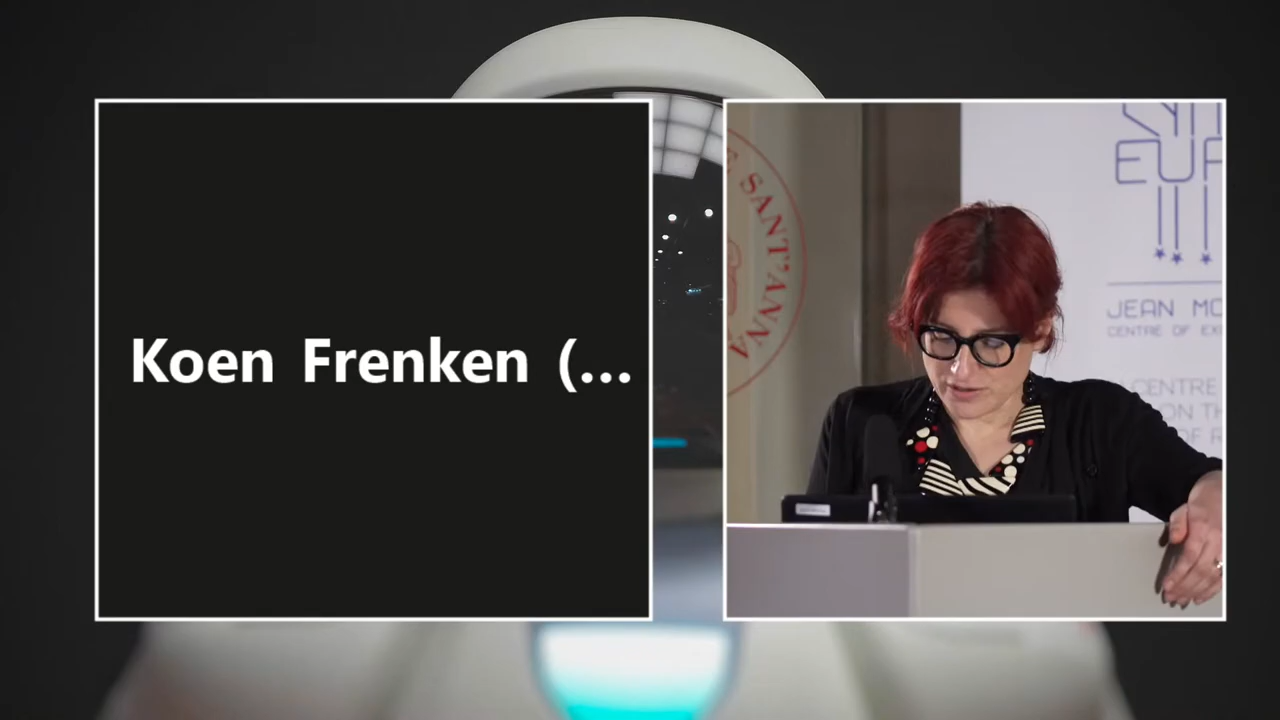 Koen Frenken (...
E SANT'ANNA
EU
JEAN MO
CENTRE OF EX
CENTRE
ON TH
OF R